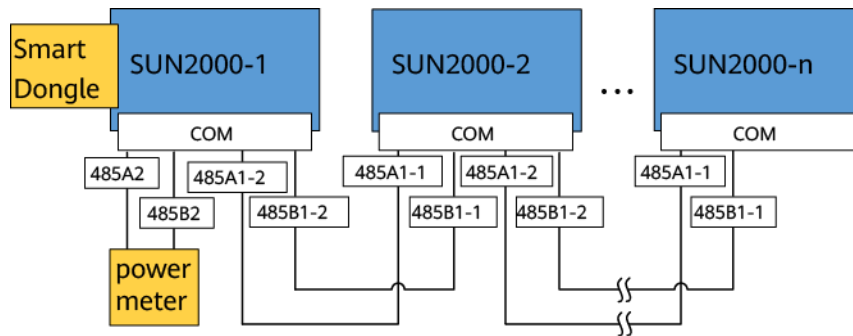 Smart
Dongle
SUN2000-1
SUN2000-2
...
SUN2000-n
COM
COM
COM
485A2
485A1-2
485A1-1
485A1-2
485A1-1
485B2
485B1-2
485B1-1
485B1-2
485B1-1
power
meter